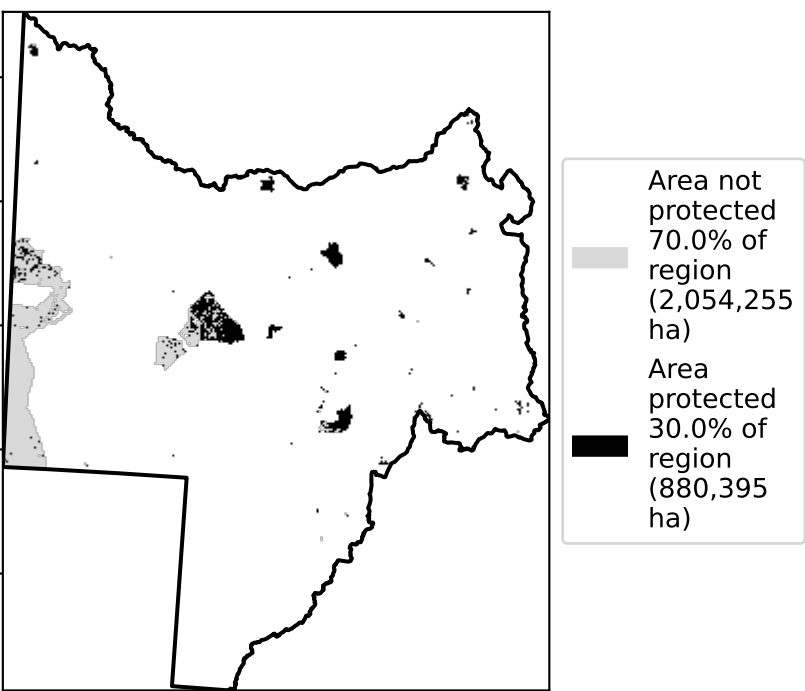 Area not
protected
70.0% of
region
(2,054,255
ha)
Area
protected
30.0% of
region
(880,395
ha)